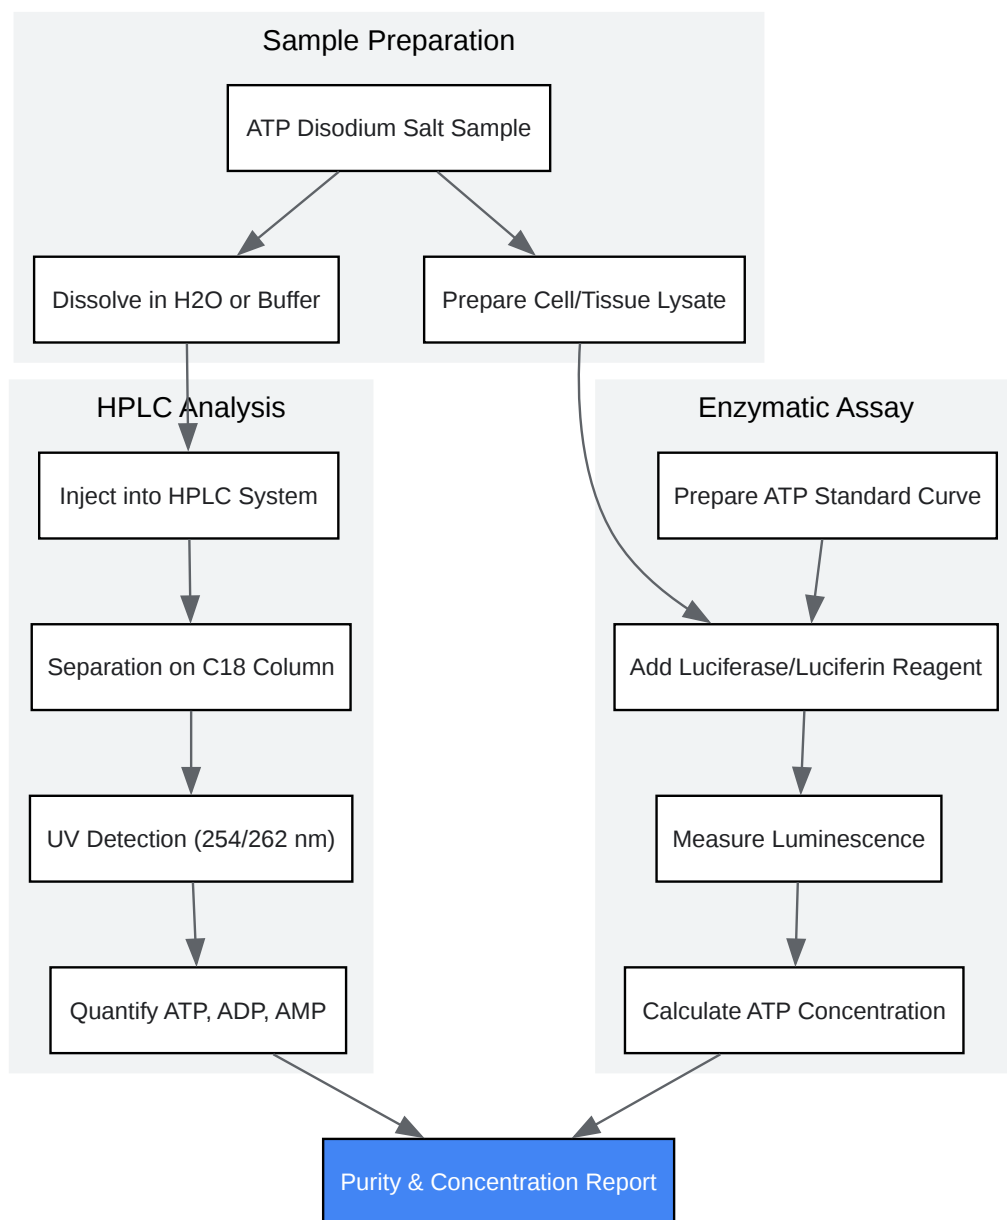 Sample Preparation
ATP Disodium Salt Sample
Dissolve in H2O or Buffer
Prepare Cell/Tissue Lysate
HPLC Analysis
Inject into HPLC System
Separation on C18 Column
UV Detection (254/262 nm)
Quantify ATP, ADP, AMP
Enzymatic Assay
Prepare ATP Standard Curve
Add Luciferase/Luciferin Reagent
Measure Luminescence
Calculate ATP Concentration
Purity & Concentration Report